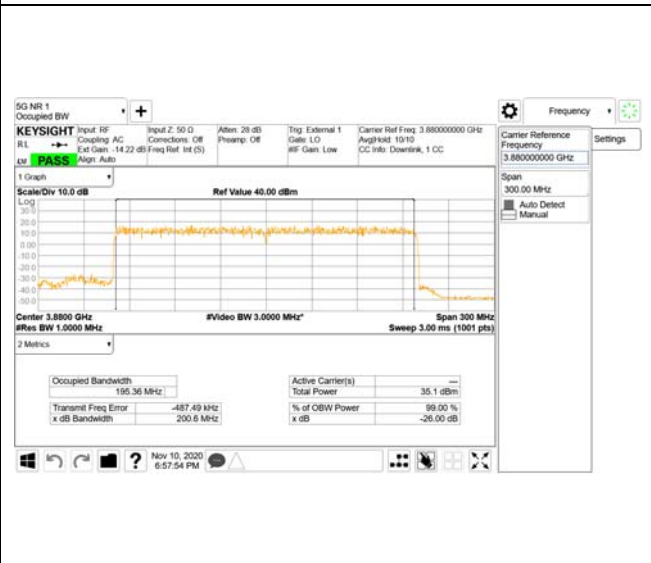 5G NR 1
Occupied BW
Frequency
KEYSIGHT
Input: RF
Input Z: 50 Ω
Atten: 28 dB
Trig: External 1
Carrier Ref Freq: 3.880000000 GHz
RL
Coupling: AC
Corrections: Off
Preamp: Off
Gate: LO
Avg|Hold: 10/10
Ext Gain: -14.22 dB
Freq Ref: Int (S)
#IF Gain: Low
CC Info: Downlink, 1 CC
PASS
Align: Auto
Carrier Reference
Frequency
3.880000000 GHz
Settings
Span
300.00 MHz
Auto Detect
Manual
1 Graph
Scale/Div 10.0 dB
Ref Value 40.00 dBm
Log
30.0
20.0
10.0
0.00
-10.0
-20.0
-30.0
-40.0
-50.0
Center 3.8800 GHz
#Video BW 3.0000 MHz*
Span 300 MHz
#Res BW 1.0000 MHz
Sweep 3.00 ms (1001 pts)
2 Metrics
Occupied Bandwidth
195.36 MHz
Active Carrier(s)
---
Total Power
35.1 dBm
Transmit Freq Error
-487.49 kHz
% of OBW Power
99.00 %
x dB Bandwidth
200.6 MHz
x dB
-26.00 dB
Nov 10, 2020
6:57:54 PM